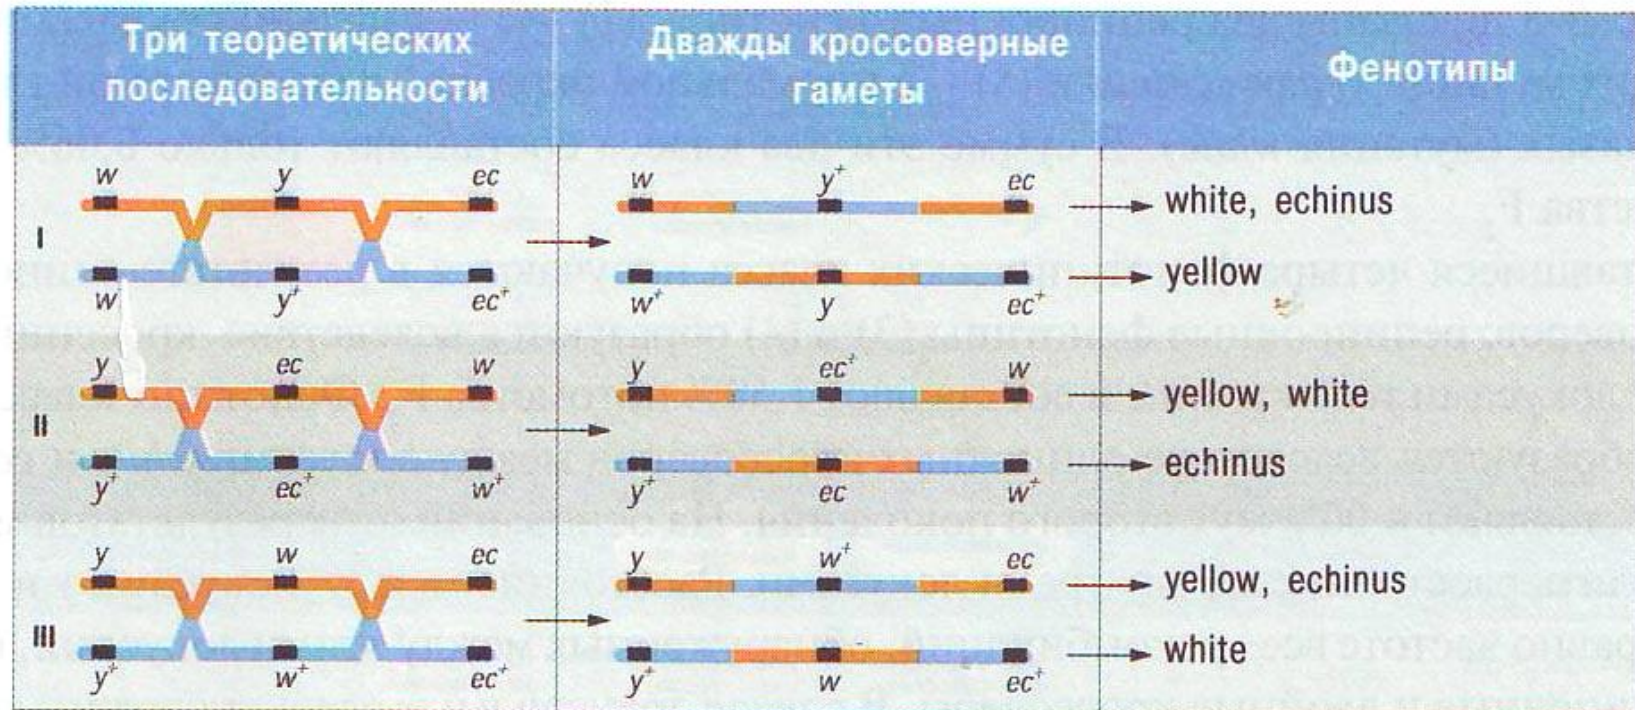 Три теоретических
последовательности
Дважды кроссоверные
гаметы
Фенотипы
I
w y ec
w y⁺ ec⁺
w y⁺ ec
w⁺ y ec⁺
white, echinus
yellow
II
y ec w
y⁺ ec⁺ w⁺
y ec⁺ w
y⁺ ec w⁺
yellow, white
echinus
III
y w ec
y⁺ w⁺ ec⁺
y w⁺ ec
y⁺ w ec⁺
yellow, echinus
white